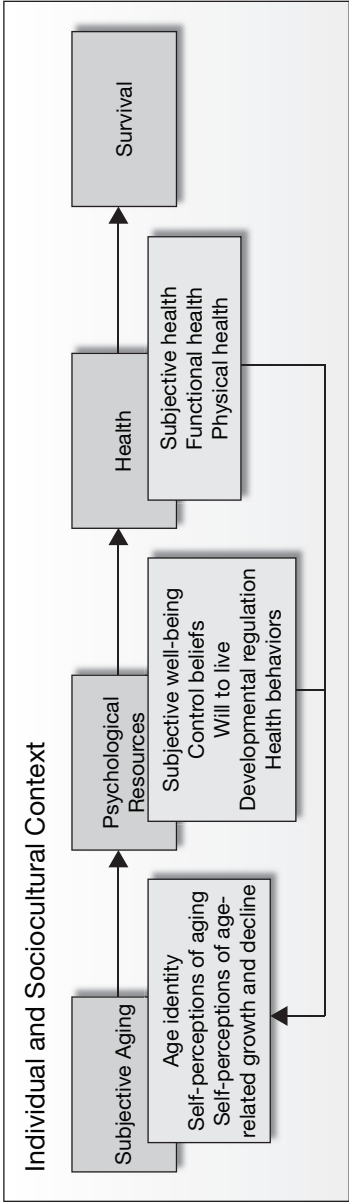 Individual and Sociocultural Context
Subjective Aging
Age identity
Self-perceptions of aging
Self-perceptions of age-
related growth and decline
Psychological
Resources
Subjective well-being
Control beliefs
Will to live
Developmental regulation
Health behaviors
Health
Subjective health
Functional health
Physical health
Survival